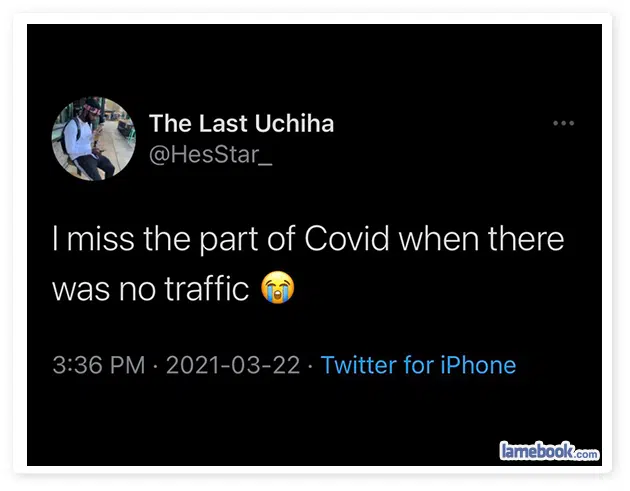 The Last Uchiha
@HesStar_
I miss the part of Covid when there
was no traffic 😭
3:36 PM · 2021-03-22 · Twitter for iPhone
lamebook.com